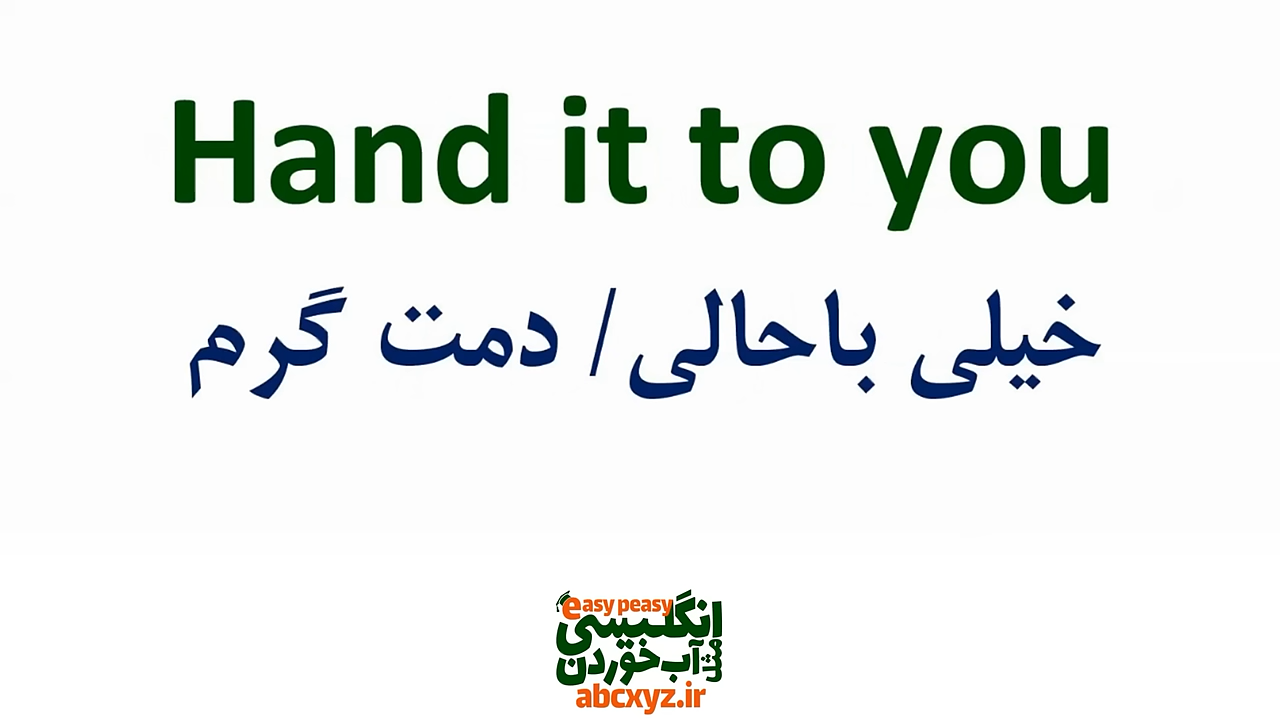 Hand it to you
خیلی باحالی / دمت گرم
easy peasy
انگلیسی
مثل آب خوردن
abcxyz.ir